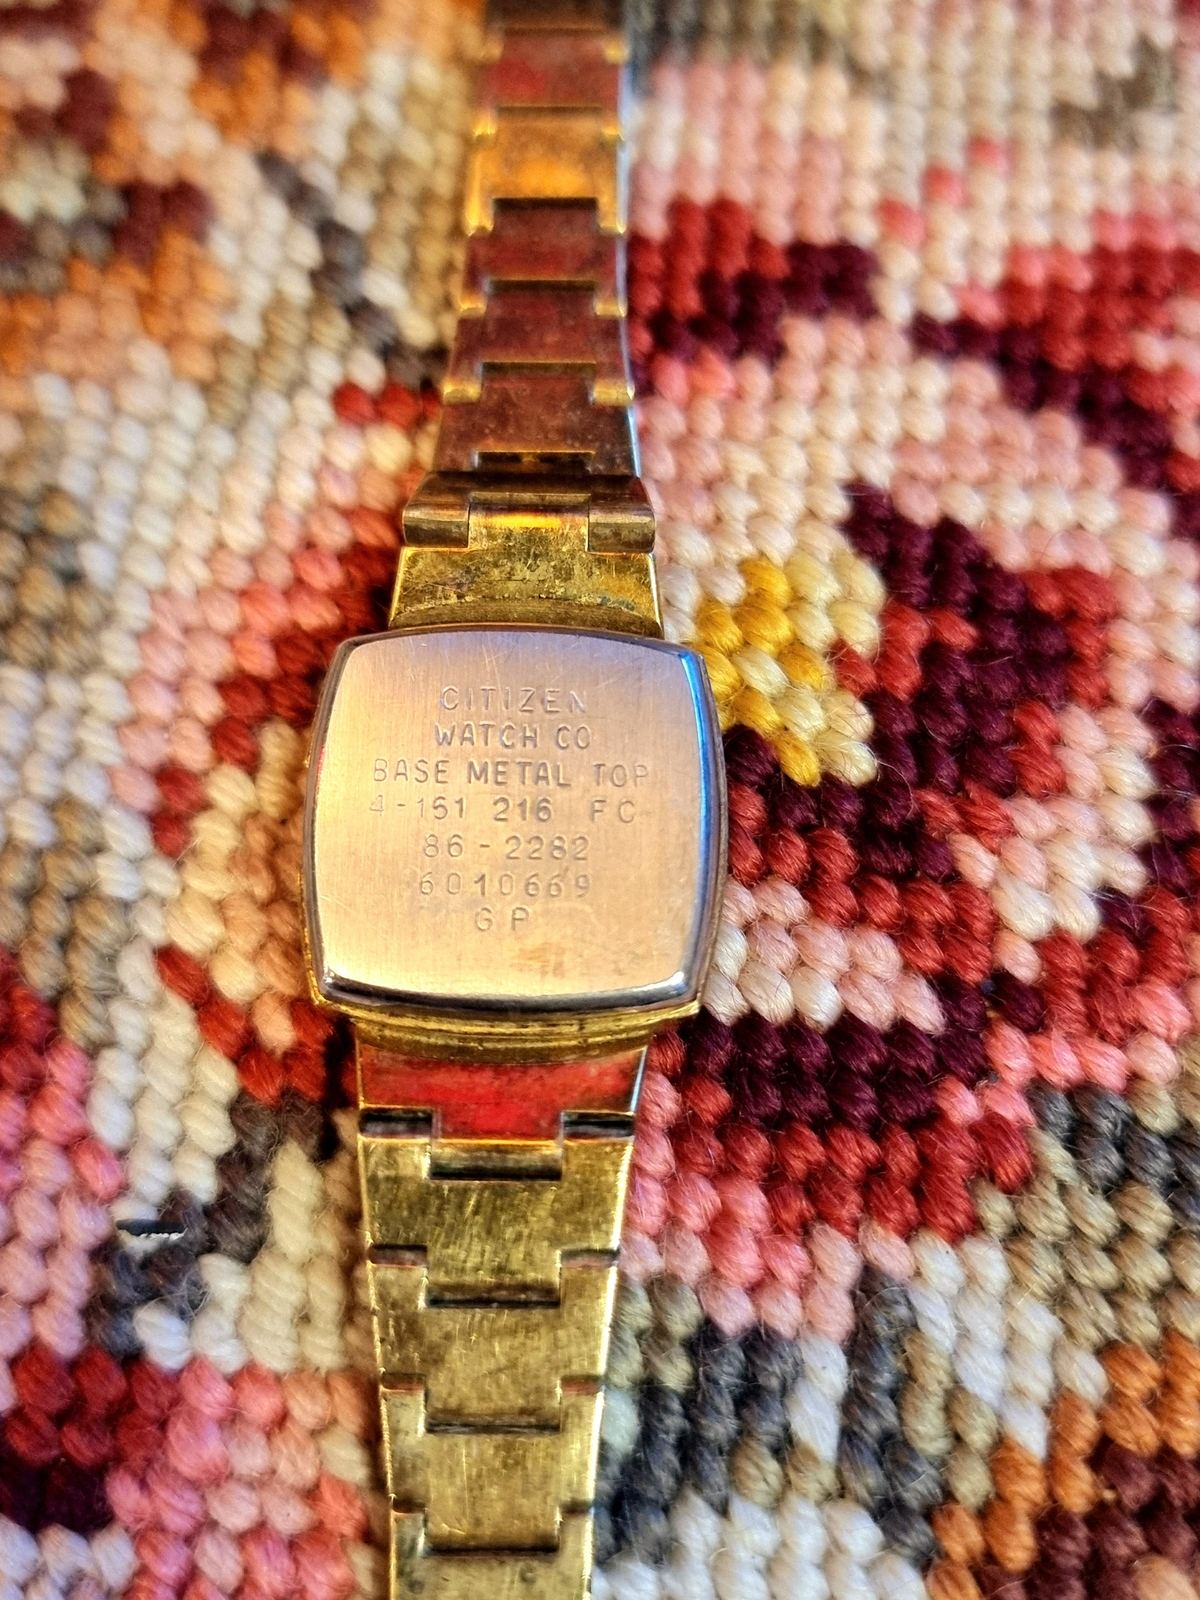 CITIZEN
WATCH CO
BASE METAL TOP
4-151 216 FC
86-2282
6010669
GP